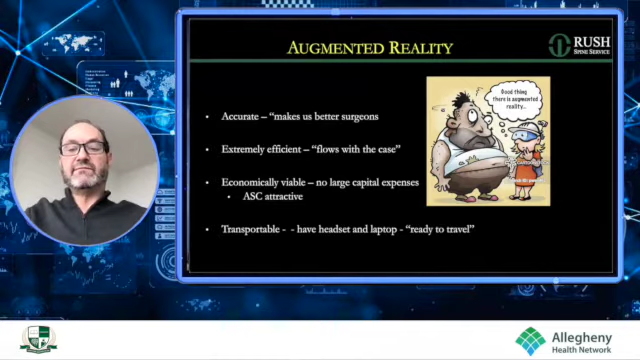 AUGMENTED REALITY
RUSH
SPINE SERVICE
Good thing
there is augmented
reality...
• Accurate – “makes us better surgeons
• Extremely efficient – “flows with the case”
• Economically viable – no large capital expenses
• ASC attractive
• Transportable - - have headset and laptop - “ready to travel”
Allegheny
Health Network